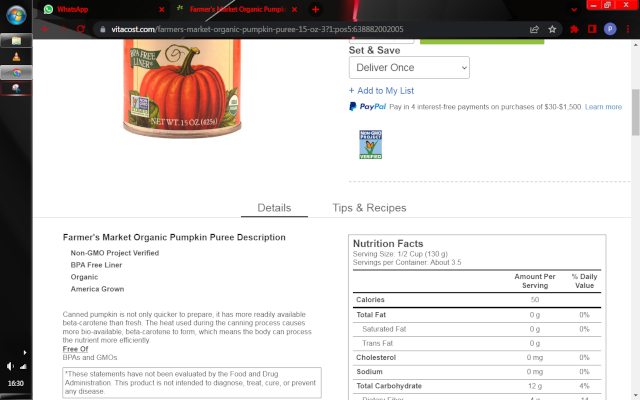 WhatsApp
Farmer's Market Organic Pumpki
vitacost.com/farmers-market-organic-pumpkin-puree-15-oz-3?1:pos5:638882002005
P
BPA FREE
LINER*
NON GMO
USDA
ORGANIC
NET WT. 15 OZ (425g)
Set & Save
Deliver Once
+ Add to My List
PayPal Pay in 4 interest-free payments on purchases of $30-$1,500. Learn more
NON-GMO
PROJECT
VERIFIED
Details
Tips & Recipes
Farmer's Market Organic Pumpkin Puree Description
Non-GMO Project Verified
BPA Free Liner
Organic
America Grown
Canned pumpkin is not only quicker to prepare, it has more readily available
beta-carotene than fresh. The heat used during the canning process causes
more bio-available, beta-carotene to form, which means the body can process
the nutrient more efficiently.
Free Of
BPAs and GMOs
*These statements have not been evaluated by the Food and Drug
Administration. This product is not intended to diagnose, treat, cure, or prevent
any disease.
Nutrition Facts
Serving Size: 1/2 Cup (130 g)
Servings per Container: About 3.5
Amount Per
Serving
% Daily
Value
Calories 50
Total Fat 0 g 0%
Saturated Fat 0 g 0%
Trans Fat 0 g
Cholesterol 0 mg 0%
Sodium 0 mg 0%
Total Carbohydrate 12 g 4%
Dietary Fiber 4 g 14
16:30